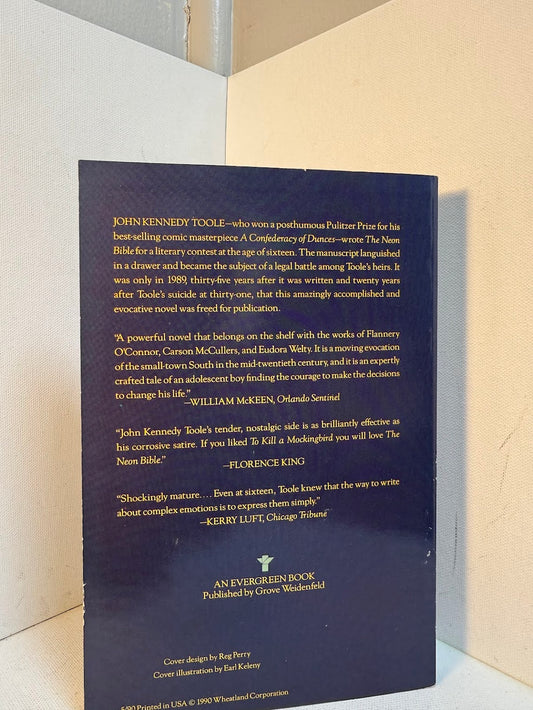 JOHN KENNEDY TOOLE—who won a posthumous Pulitzer Prize for his
best-selling comic masterpiece A Confederacy of Dunces—wrote The Neon
Bible for a literary contest at the age of sixteen. The manuscript languished
in a drawer and became the subject of a legal battle among Toole's heirs. It
was only in 1989, thirty-five years after it was written and twenty years
after Toole's suicide at thirty-one, that this amazingly accomplished and
evocative novel was freed for publication.
"A powerful novel that belongs on the shelf with the works of Flannery
O'Connor, Carson McCullers, and Eudora Welty. It is a moving evocation
of the small-town South in the mid-twentieth century, and it is an expertly
crafted tale of an adolescent boy finding the courage to make the decisions
to change his life."
—WILLIAM McKEEN, Orlando Sentinel
"John Kennedy Toole's tender, nostalgic side is as brilliantly effective as
his corrosive satire. If you liked To Kill a Mockingbird you will love The
Neon Bible."
—FLORENCE KING
"Shockingly mature.... Even at sixteen, Toole knew that the way to write
about complex emotions is to express them simply."
—KERRY LUFT, Chicago Tribune
AN EVERGREEN BOOK
Published by Grove Weidenfeld
Cover design by Reg Perry
Cover illustration by Earl Keleny
5/90 Printed in USA © 1990 Wheatland Corporation